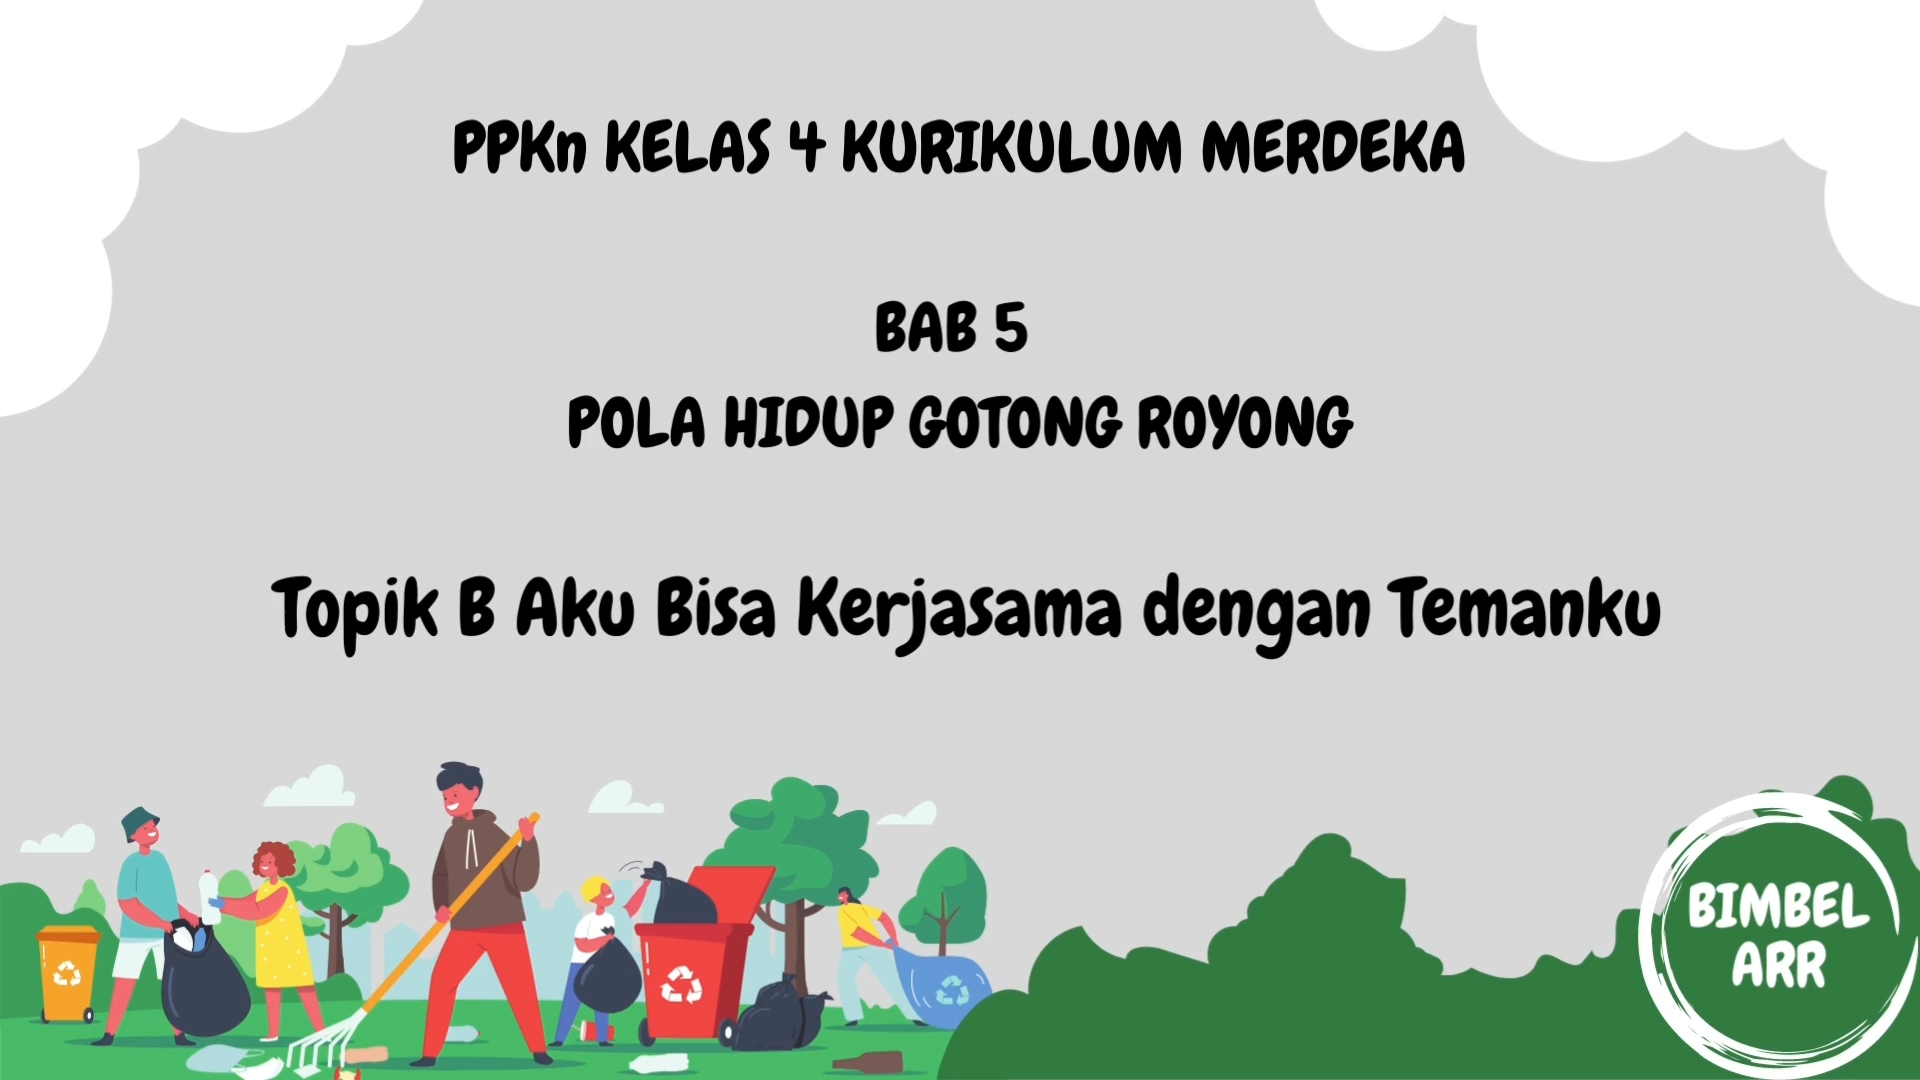 PPKn KELAS 4 KURIKULUM MERDEKA
BAB 5
POLA HIDUP GOTONG ROYONG
Topik B Aku Bisa Kerjasama dengan Temanku
BIMBEL
ARR